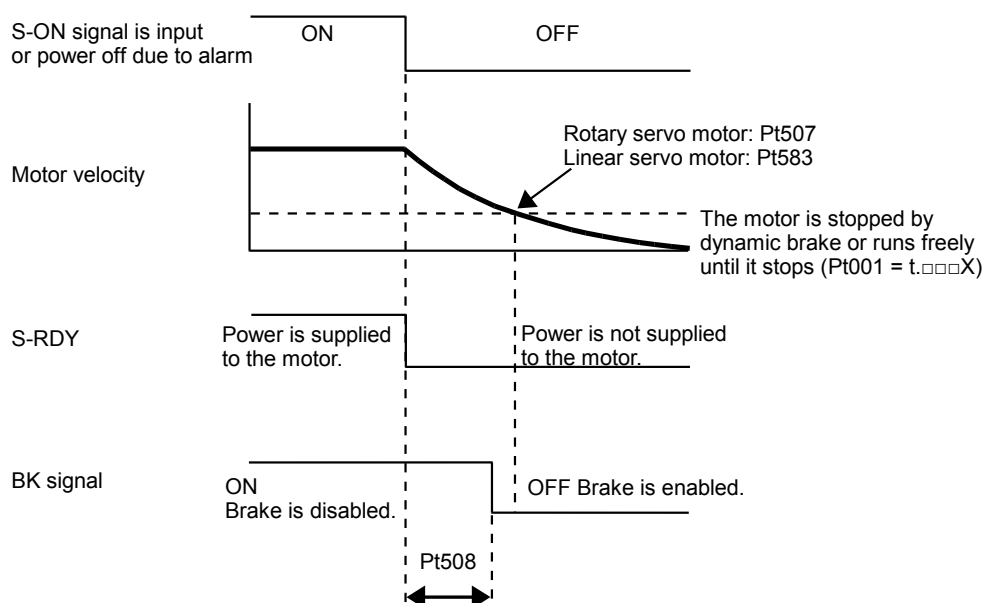 S-ON signal is input
or power off due to alarm
ON
OFF
Rotary servo motor: Pt507
Linear servo motor: Pt583
Motor velocity
The motor is stopped by
dynamic brake or runs freely
until it stops (Pt001 = t.□□□X)
S-RDY
Power is supplied
to the motor.
Power is not supplied
to the motor.
BK signal
ON
Brake is disabled.
OFF Brake is enabled.
Pt508